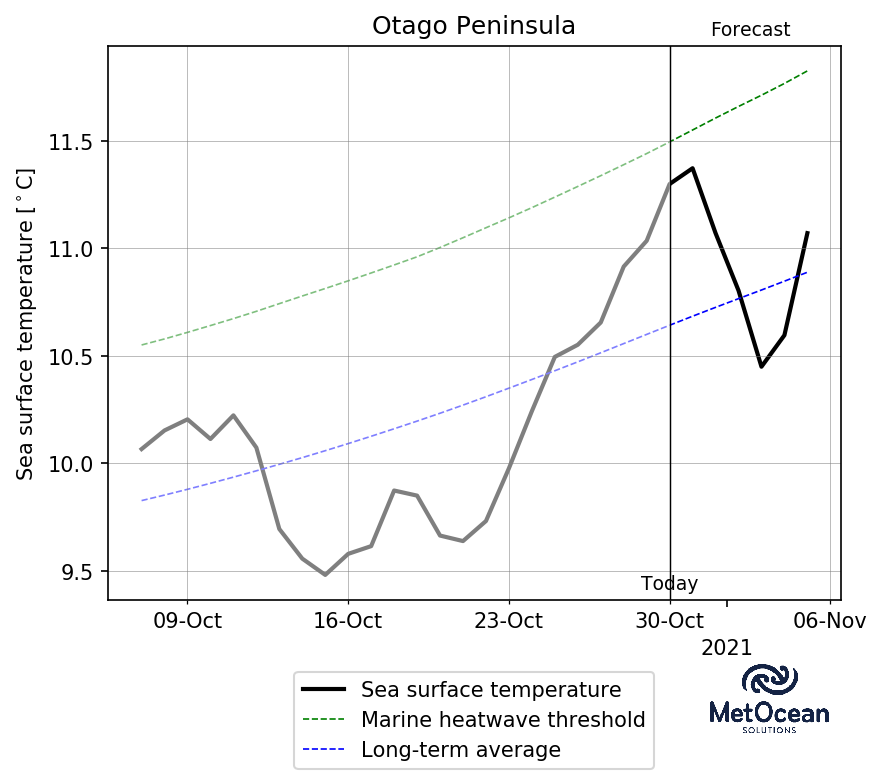 Otago Peninsula
Forecast
Sea surface temperature [°C]
11.5
11.0
10.5
10.0
9.5
Today
09-Oct 16-Oct 23-Oct 30-Oct 06-Nov
2021
Sea surface temperature
Marine heatwave threshold
Long-term average
MetOcean
SOLUTIONS